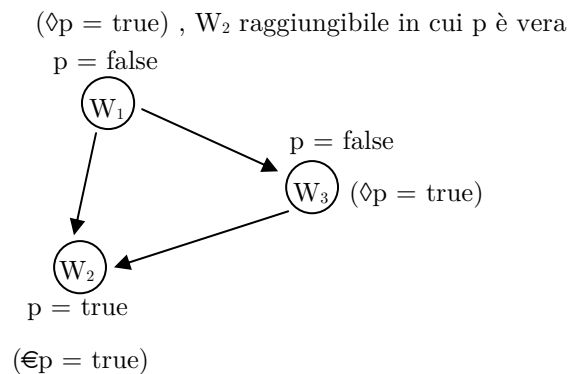 (◊p = true) , W₂ raggiungibile in cui p è vera
p = false
W₁
p = false
W₃ (◊p = true)
W₂
p = true
(€p = true)